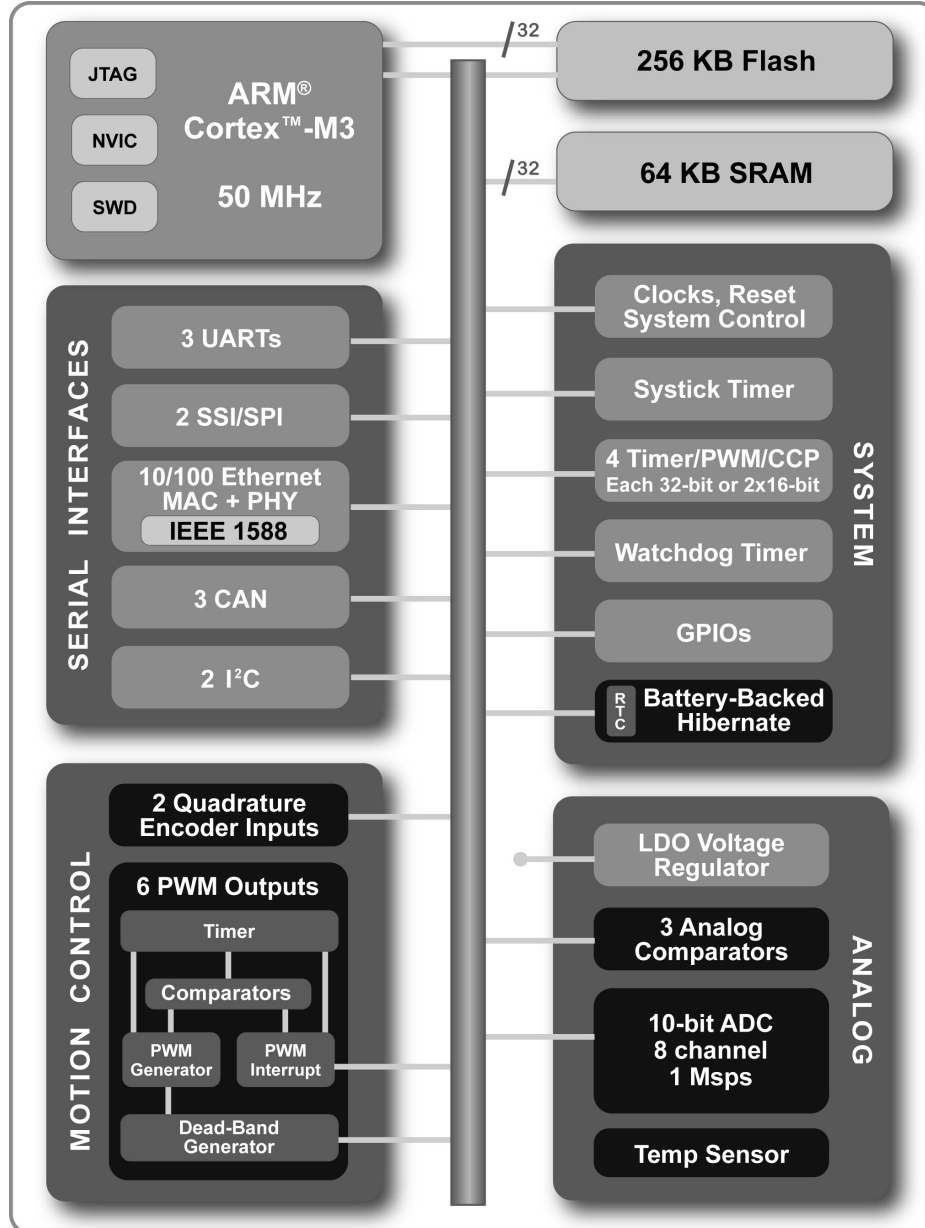 JTAG
NVIC
SWD
ARM®
Cortex™-M3
50 MHz
32
256 KB Flash
32
64 KB SRAM
SERIAL INTERFACES
3 UARTs
2 SSI/SPI
10/100 Ethernet
MAC + PHY
IEEE 1588
3 CAN
2 I²C
SYSTEM
Clocks, Reset
System Control
Systick Timer
4 Timer/PWM/CCP
Each 32-bit or 2x16-bit
Watchdog Timer
GPIOs
RTC
Battery-Backed
Hibernate
MOTION CONTROL
2 Quadrature
Encoder Inputs
6 PWM Outputs
Timer
Comparators
PWM
Generator
PWM
Interrupt
Dead-Band
Generator
ANALOG
LDO Voltage
Regulator
3 Analog
Comparators
10-bit ADC
8 channel
1 Msps
Temp Sensor